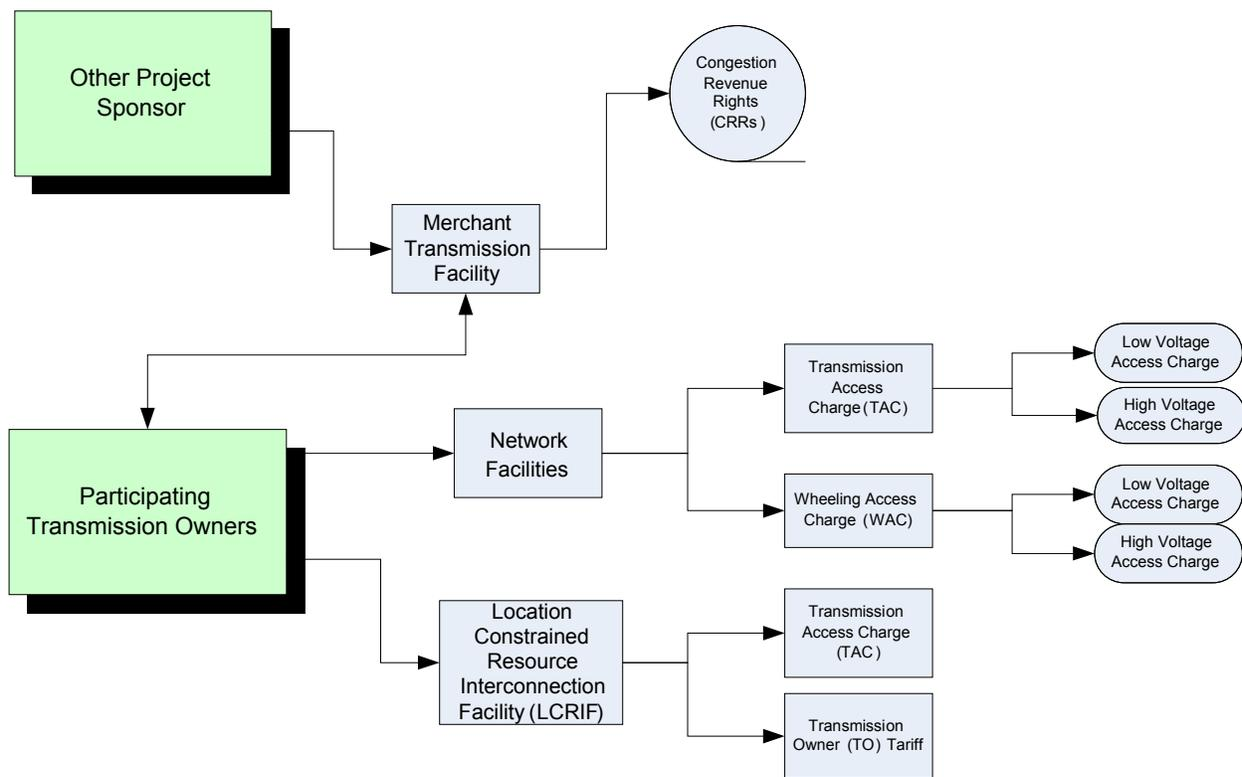 Other Project
Sponsor
Congestion
Revenue
Rights
(CRRs)
Merchant
Transmission
Facility
Participating
Transmission Owners
Network
Facilities
Transmission
Access
Charge (TAC)
Low Voltage
Access Charge
High Voltage
Access Charge
Wheeling Access
Charge (WAC)
Low Voltage
Access Charge
High Voltage
Access Charge
Location
Constrained
Resource
Interconnection
Facility (LCRIF)
Transmission
Access Charge
(TAC)
Transmission
Owner (TO) Tariff